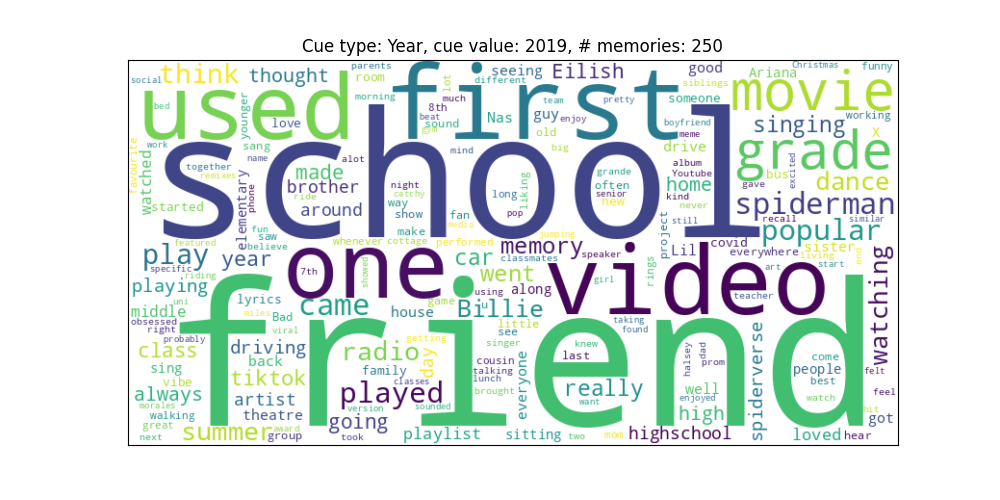 Cue type: Year, cue value: 2019, # memories: 250
social think thought parents room lot seeing different Eilish good siblings Ariana Christmas funny
bed used younger morning first much 8th beat gym Nas guy team enjoy pretty someone boyfriend meme movie working
work love sound old big drive singing X
favourite watched together name sang remixes school mind album Youtube grade excited
made alot night catchy long liking grande often senior home kind bus gave dance
started elementary phone brother ride around way show fan pop new never spiderman
fun saw believe make still recall similar
featured whenever cottage performed memory jumping project Lil covid popular
play year one showed 7th car classmates speaker rings everywhere sister living end
specific riding went using along girl video art start watching
playing uni came game Billie teacher
middle lyrics miles house little taking found
obsessed right Bad viral friend see singer
probably driving radio getting knew spiderverse come people felt
class back family day cousin talking last halsey dad prom best
sing vibe tiktok classes lunch brought everyone really well watch feel
always artist played want enjoyed
morales walking version sounded high hit
great theatre going got
next summer award group took playlist sitting two mom highschool loved hear